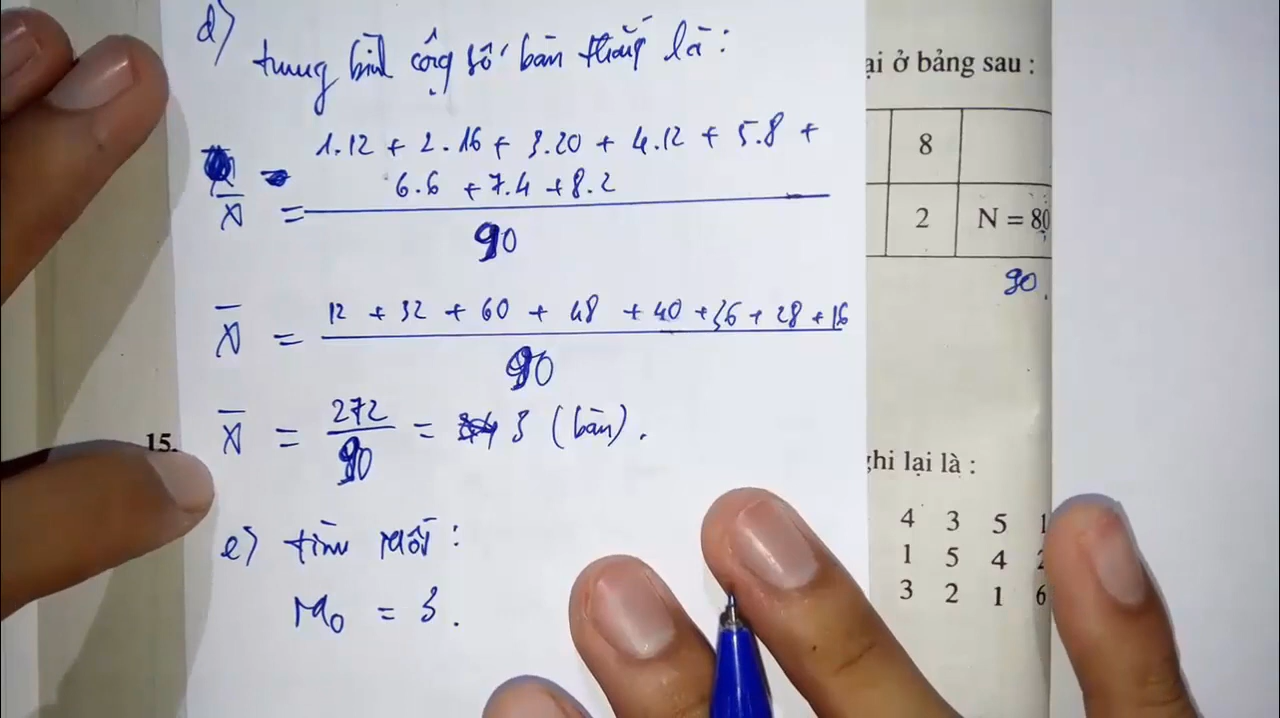 d)
trung bình cộng số bàn thắng là :
1.12 + 2.16 + 3.20 + 4.12 + 5.8 +
6.6 + 7.4 + 8.2
X =
90
X = 12 + 32 + 60 + 48 + 40 + 36 + 28 + 16
90
X = 272 = 3 (bàn).
90
e) tìm Mốt :
M0 = 3.
15.
ại ở bảng sau :
8
2 N = 80
90.
ghi lại là :
4 3 5 1
1 5 4 2
3 2 1 6